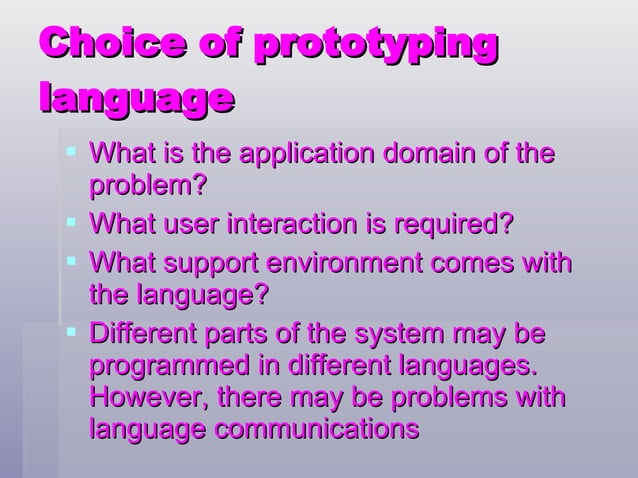 Choice of prototyping
language
▪ What is the application domain of the
problem?
▪ What user interaction is required?
▪ What support environment comes with
the language?
▪ Different parts of the system may be
programmed in different languages.
However, there may be problems with
language communications